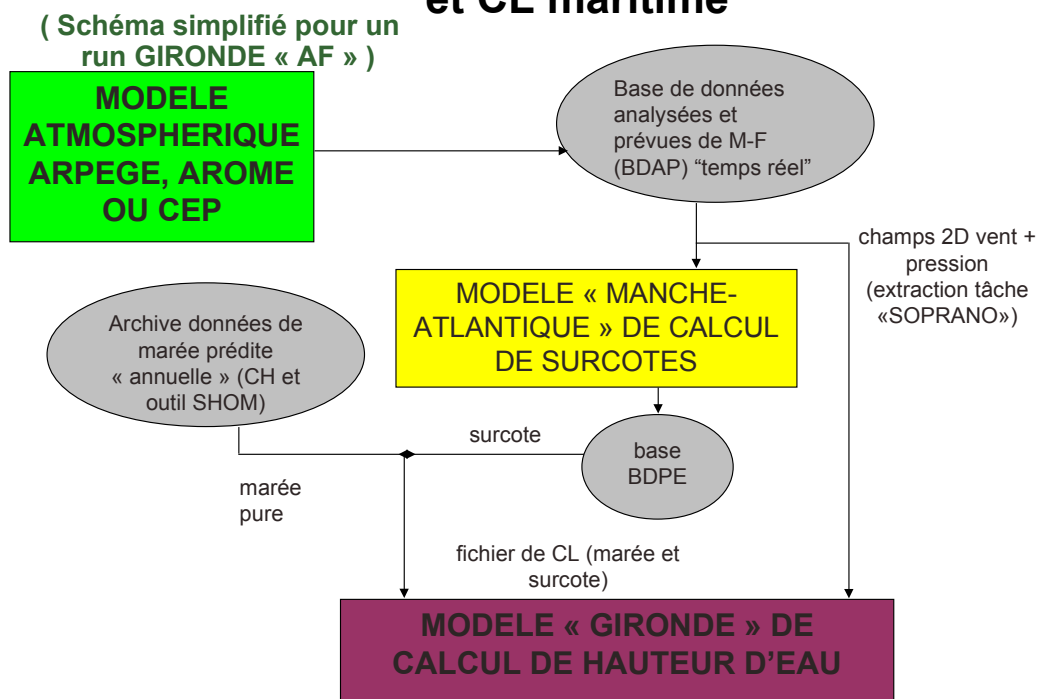 et CL maritime
( Schéma simplifié pour un
run GIRONDE « AF » )
MODELE
ATMOSPHERIQUE
ARPEGE, AROME
OU CEP
Base de données
analysées et
prévues de M-F
(BDAP) “temps réel”
champs 2D vent +
pression
(extraction tâche
«SOPRANO»)
MODELE « MANCHE-
ATLANTIQUE » DE CALCUL
DE SURCOTES
Archive données de
marée prédite
« annuelle » (CH et
outil SHOM)
surcote
base
BDPE
marée
pure
fichier de CL (marée et
surcote)
MODELE « GIRONDE » DE
CALCUL DE HAUTEUR D’EAU